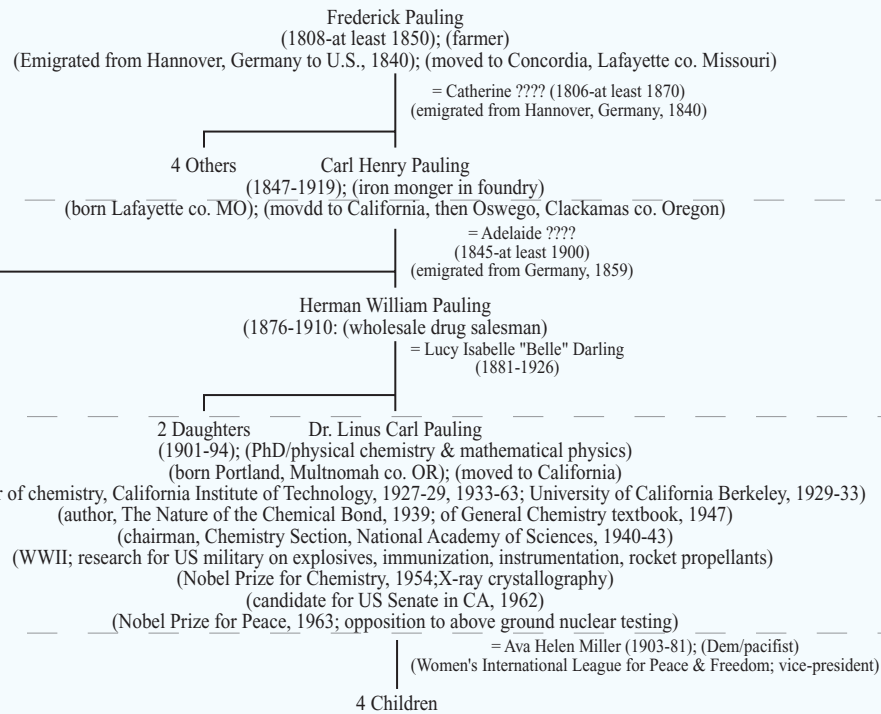 Frederick Pauling
(1808-at least 1850); (farmer)
(Emigrated from Hannover, Germany to U.S., 1840); (moved to Concordia, Lafayette co. Missouri)
= Catherine ???? (1806-at least 1870)
(emigrated from Hannover, Germany, 1840)
4 Others
Carl Henry Pauling
(1847-1919); (iron monger in foundry)
(born Lafayette co. MO); (movdd to California, then Oswego, Clackamas co. Oregon)
= Adelaide ????
(1845-at least 1900)
(emigrated from Germany, 1859)
Herman William Pauling
(1876-1910: (wholesale drug salesman)
= Lucy Isabelle "Belle" Darling
(1881-1926)
2 Daughters
Dr. Linus Carl Pauling
(1901-94); (PhD/physical chemistry & mathematical physics)
(born Portland, Multnomah co. OR); (moved to California)
of chemistry, California Institute of Technology, 1927-29, 1933-63; University of California Berkeley, 1929-33)
(author, The Nature of the Chemical Bond, 1939; of General Chemistry textbook, 1947)
(chairman, Chemistry Section, National Academy of Sciences, 1940-43)
(WWII; research for US military on explosives, immunization, instrumentation, rocket propellants)
(Nobel Prize for Chemistry, 1954;X-ray crystallography)
(candidate for US Senate in CA, 1962)
(Nobel Prize for Peace, 1963; opposition to above ground nuclear testing)
= Ava Helen Miller (1903-81); (Dem/pacifist)
(Women's International League for Peace & Freedom; vice-president)
4 Children